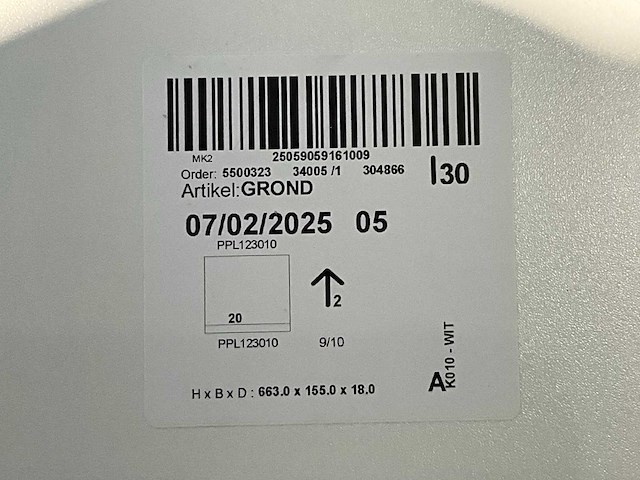 MK2 25059059161009
Order: 5500323 34005 /1 304866
I30
Artikel:GROND
07/02/2025 05
PPL123010
20
2
PPL123010 9/10
K010 - WIT
A
H x B x D : 663.0 x 155.0 x 18.0